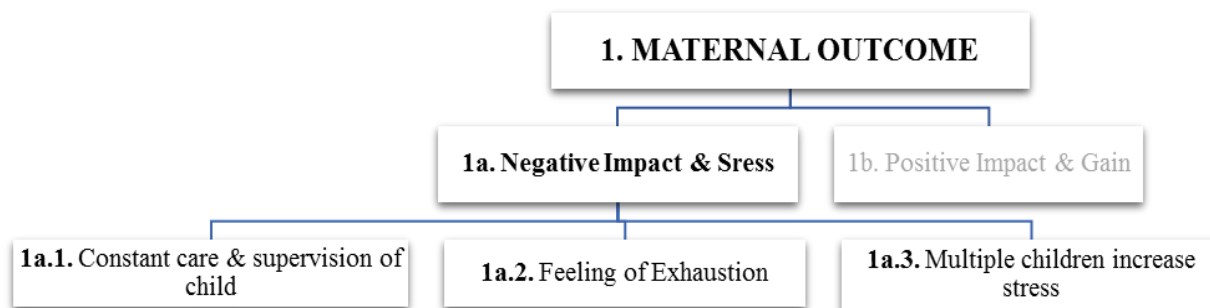 1. MATERNAL OUTCOME
1a. Negative Impact & Sress
1b. Positive Impact & Gain
1a.1. Constant care & supervision of
child
1a.2. Feeling of Exhaustion
1a.3. Multiple children increase
stress